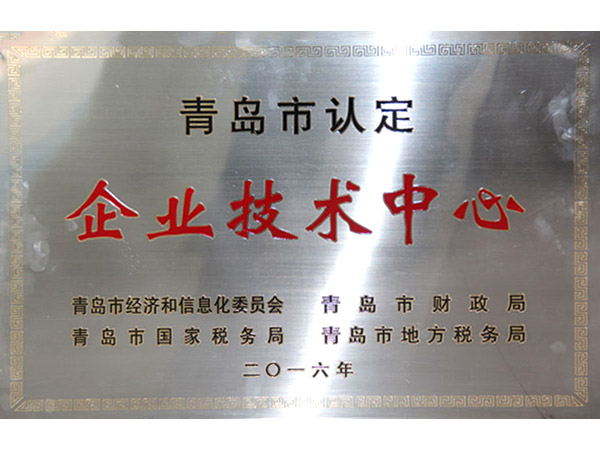 青岛市认定
企业技术中心
青岛市经济和信息化委员会 青岛市财政局
青岛市国家税务局 青岛市地方税务局
二〇一六年